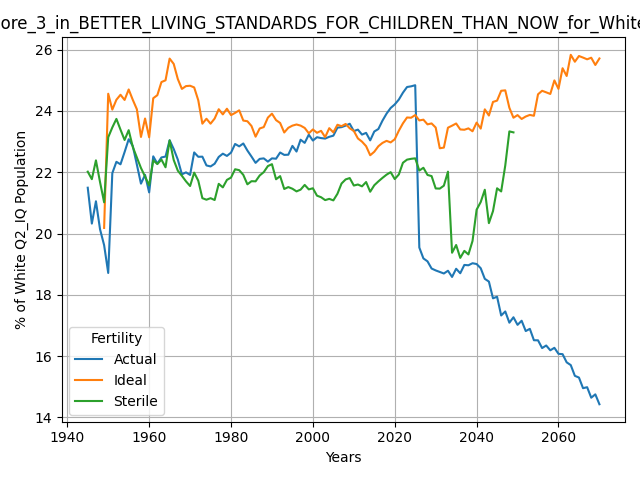 ore_3_in_BETTER_LIVING_STANDARDS_FOR_CHILDREN_THAN_NOW_for_White
% of White Q2_IQ Population
26
24
22
20
18
16
14
Fertility
Actual
Ideal
Sterile
1940 1960 1980 2000 2020 2040 2060
Years